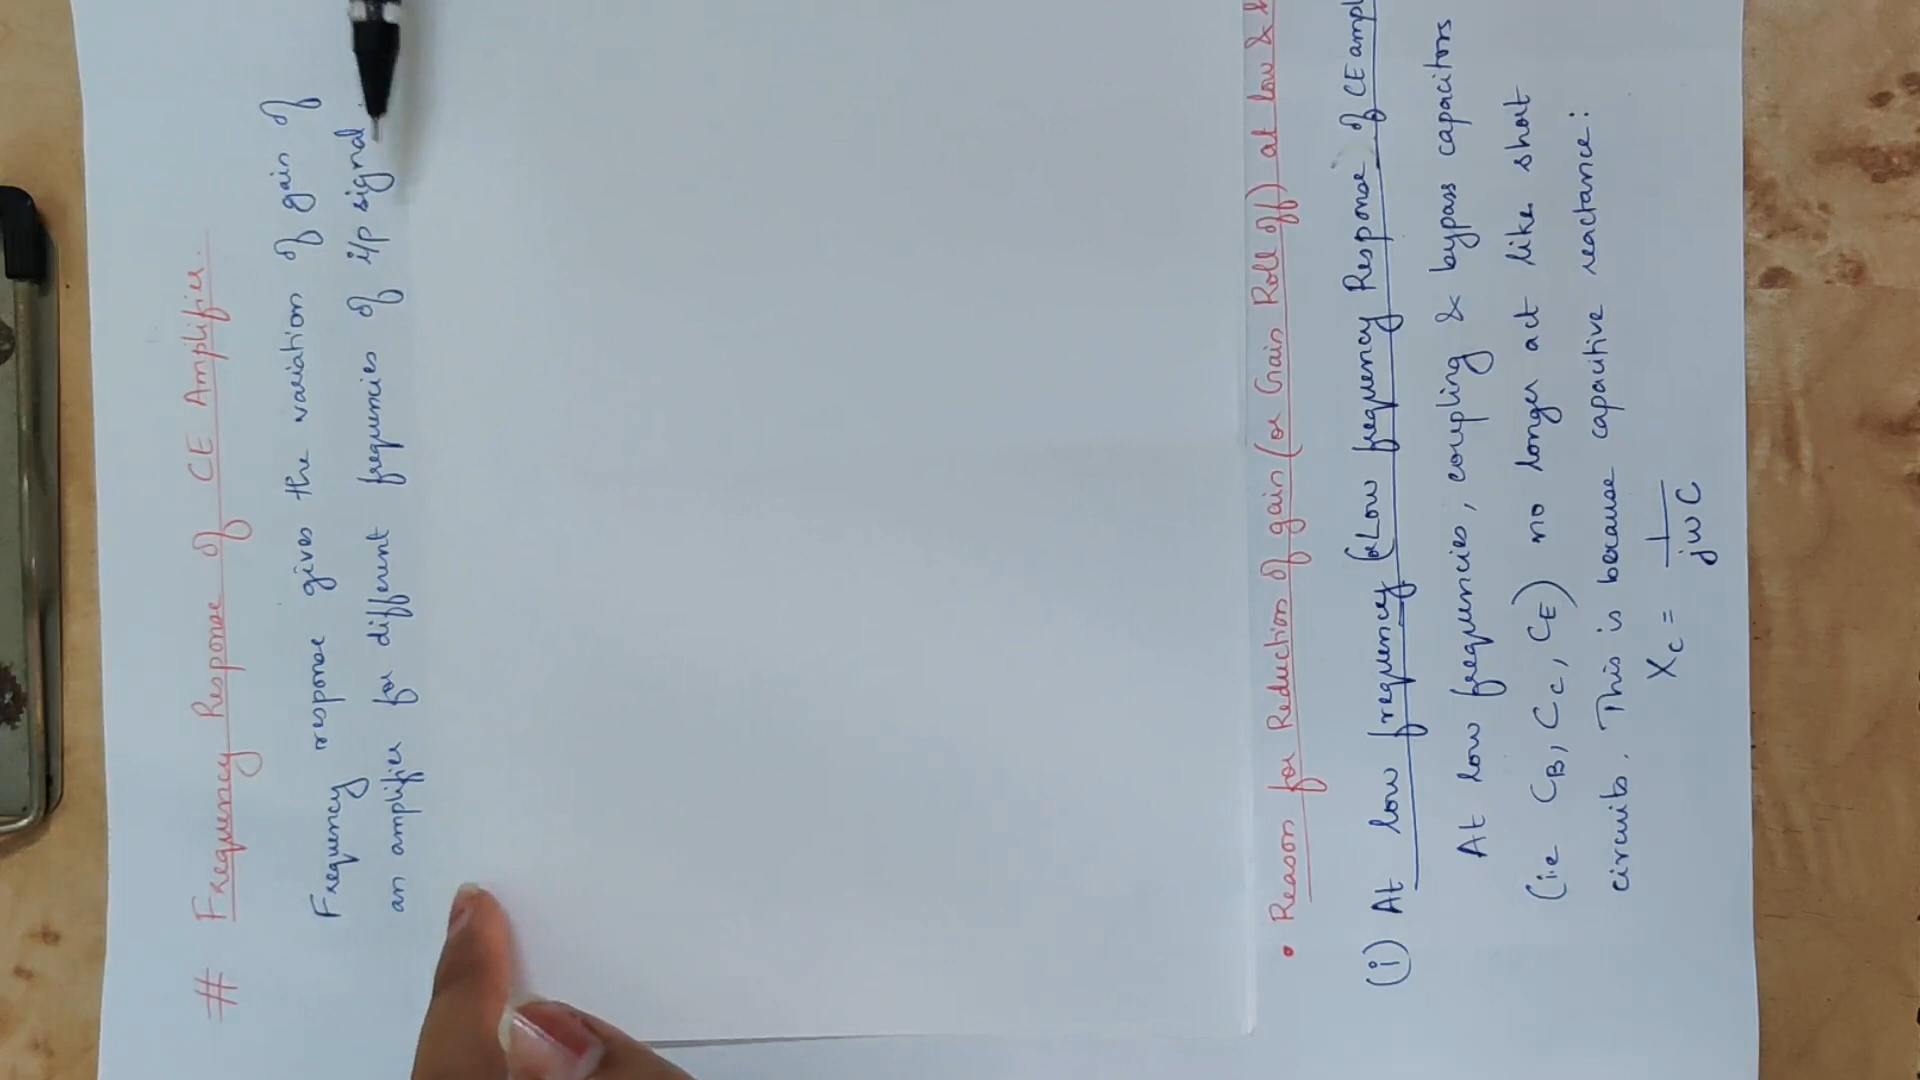 # Frequency Response of CE Amplifier.
Frequency response gives the variation of gain of
an amplifier for different frequencies of i/p signal.
• Reason for Reduction of gain (or Gain Roll off) at low &
(i) At low frequency (or Low frequency Response of CE ampl
At low frequencies, coupling & bypass capacitors
(i.e CB, CC, CE) no longer act like short
circuits. This is because capacitive reactance:
XC = 1/jωC